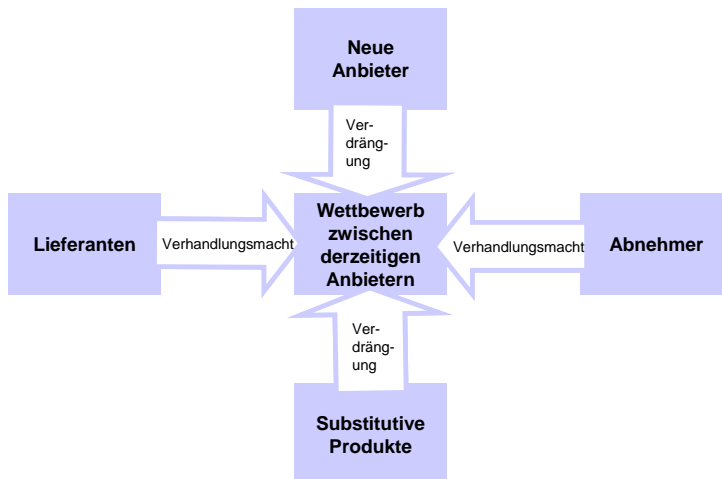 Neue
Anbieter
Ver-
dräng-
ung
Lieferanten
Verhandlungsmacht
Wettbewerb
zwischen
derzeitigen
Anbietern
Verhandlungsmacht
Abnehmer
Ver-
dräng-
ung
Substitutive
Produkte